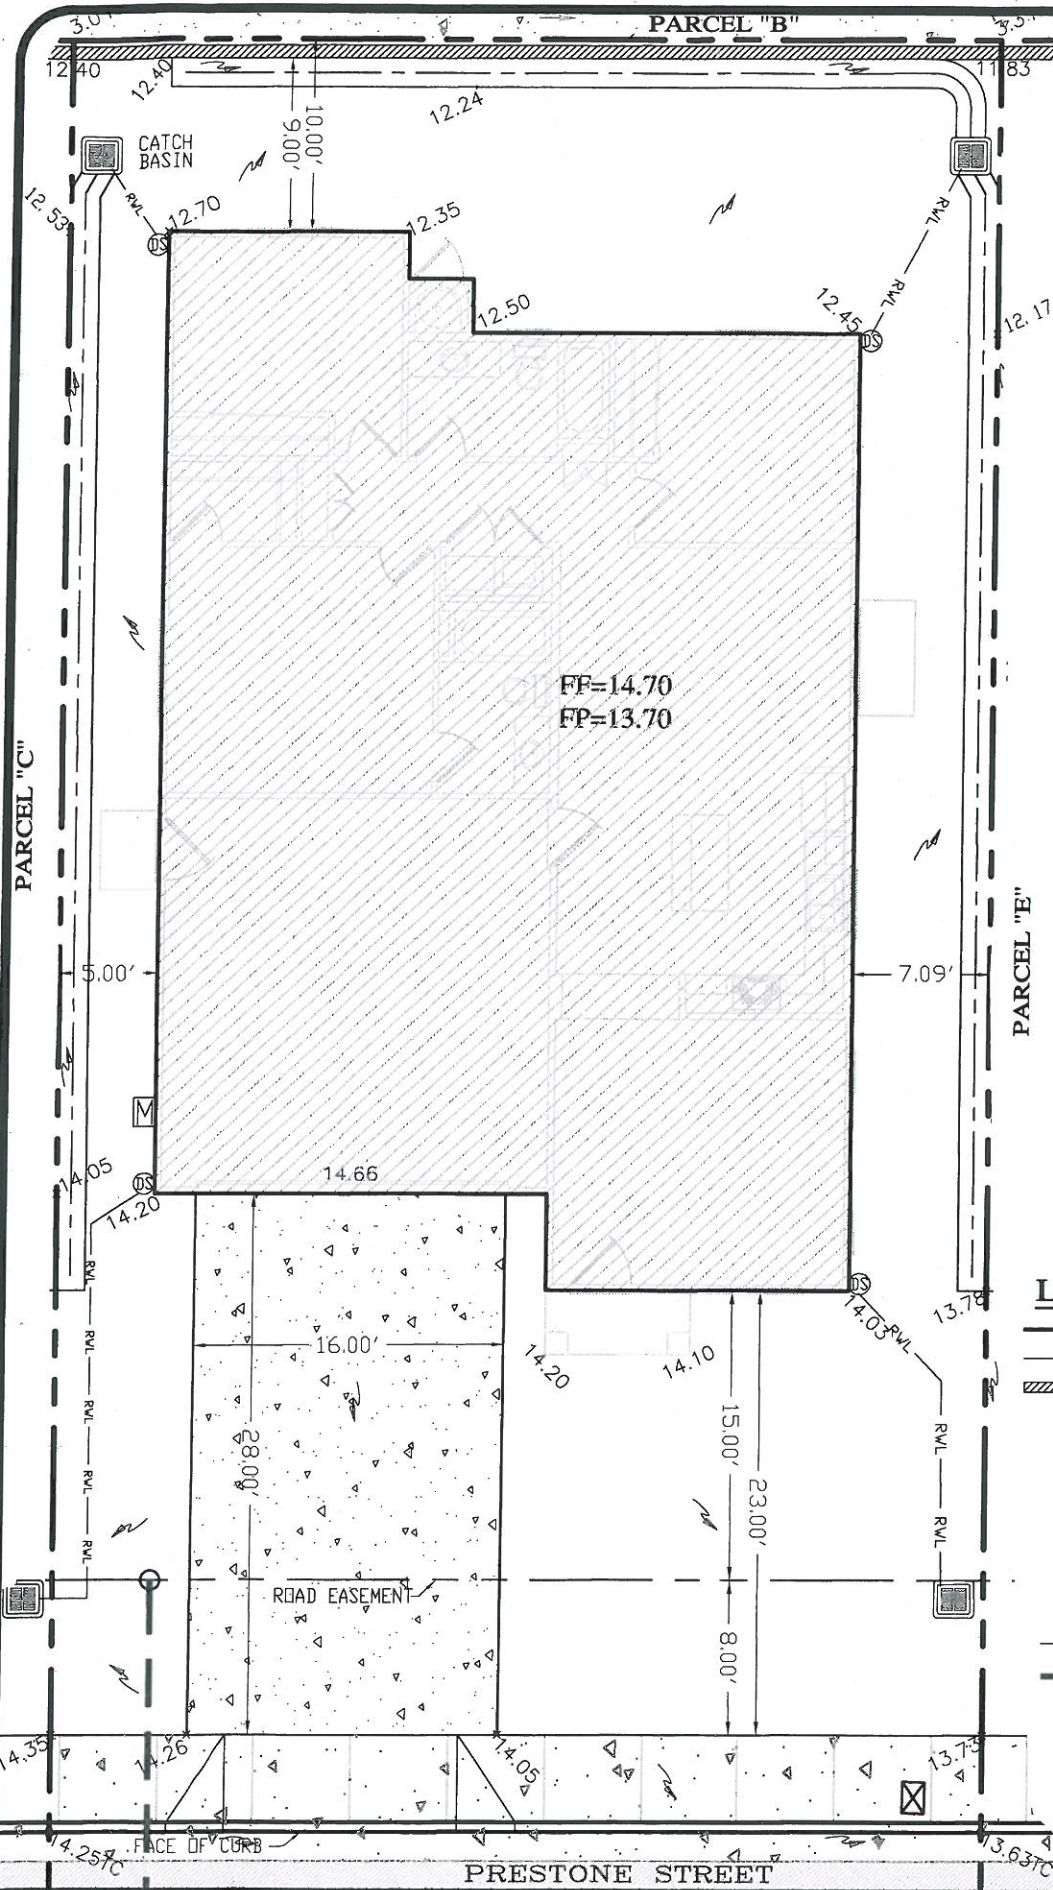 PARCEL "B"
12.40
12.40
11.83
12.24
10.00'
9.00'
CATCH
BASIN
RWL
12.53
12.70
12.35
DS
RWL
RWL
12.50
12.45
DS
12.17
FF=14.70
FP=13.70
PARCEL "C"
PARCEL "E"
5.00'
7.09'
M
14.05
DS
14.20
14.66
DS
14.03
RWL
13.78
L
RWL
RWL
RWL
RWL
RWL
16.00'
14.20
14.10
28.00'
15.00'
23.00'
RWL
RWL
ROAD EASEMENT
8.00'
14.35
14.26
14.05
13.73
14.25TC
FACE OF CURB
13.63TC
PRESTONE STREET